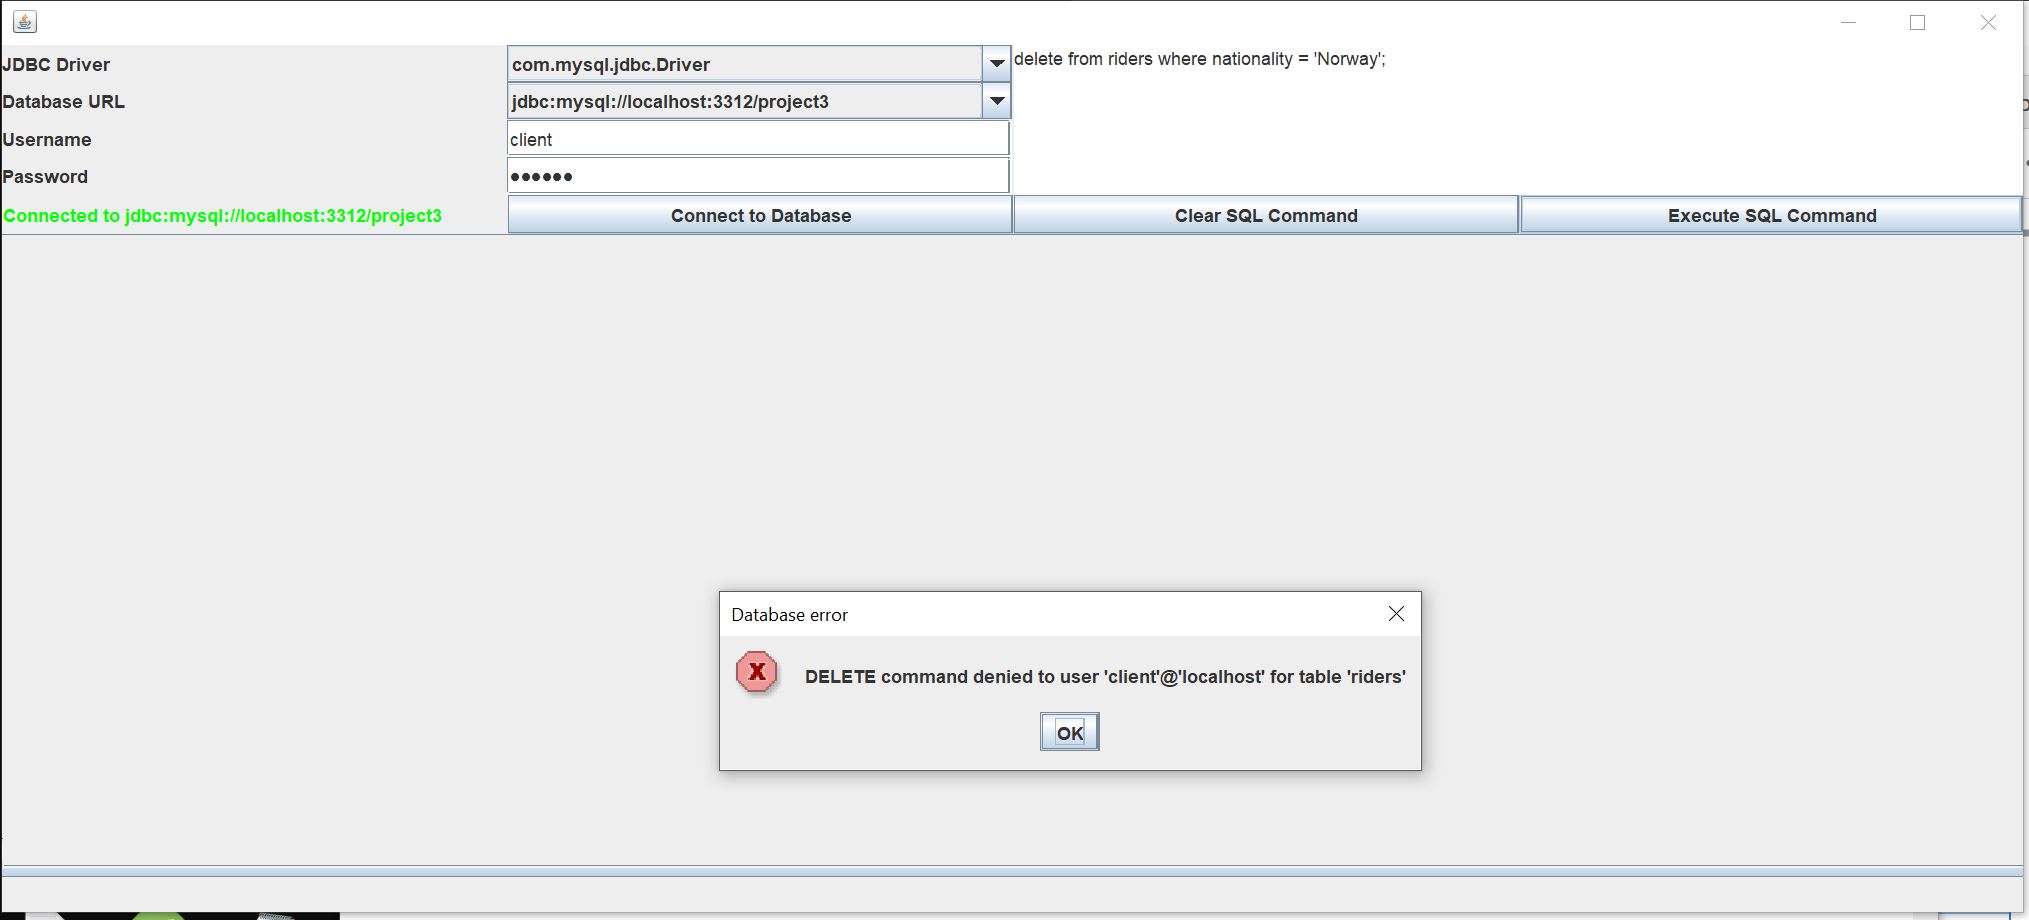 JDBC Driver
com.mysql.jdbc.Driver
delete from riders where nationality = 'Norway';
Database URL
jdbc:mysql://localhost:3312/project3
Username
client
Password
••••••
Connected to jdbc:mysql://localhost:3312/project3
Connect to Database
Clear SQL Command
Execute SQL Command
Database error
X
DELETE command denied to user 'client'@'localhost' for table 'riders'
OK